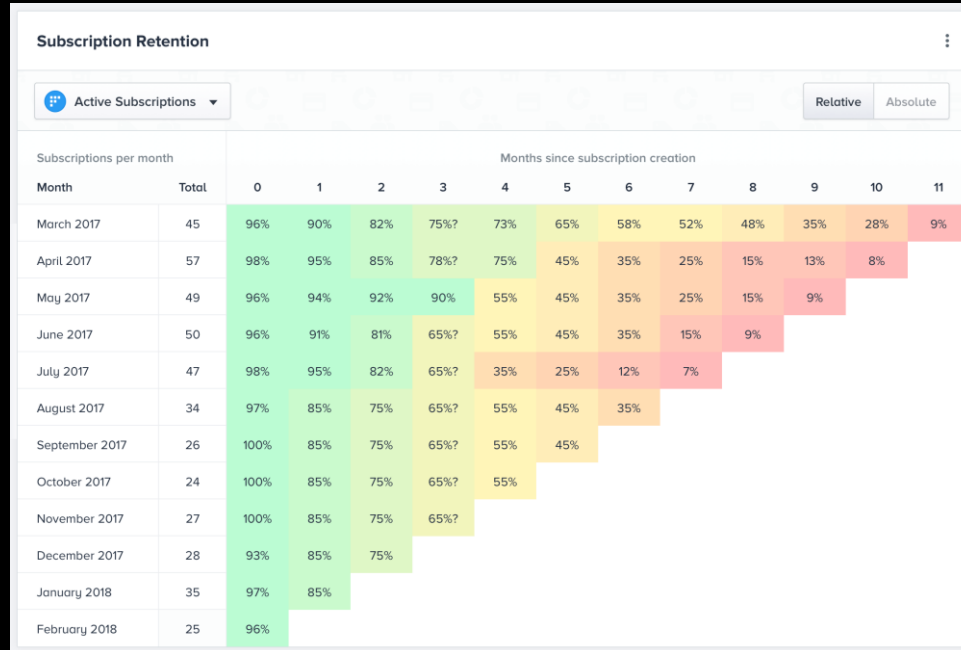 Subscription Retention
Active Subscriptions
Relative Absolute
Subscriptions per month Months since subscription creation
Month Total 0 1 2 3 4 5 6 7 8 9 10 11
March 2017 45 96% 90% 82% 75%? 73% 65% 58% 52% 48% 35% 28% 9%
April 2017 57 98% 95% 85% 78%? 75% 45% 35% 25% 15% 13% 8%
May 2017 49 96% 94% 92% 90% 55% 45% 35% 25% 15% 9%
June 2017 50 96% 91% 81% 65%? 55% 45% 35% 15% 9%
July 2017 47 98% 95% 82% 65%? 35% 25% 12% 7%
August 2017 34 97% 85% 75% 65%? 55% 45% 35%
September 2017 26 100% 85% 75% 65%? 55% 45%
October 2017 24 100% 85% 75% 65%? 55%
November 2017 27 100% 85% 75% 65%?
December 2017 28 93% 85% 75%
January 2018 35 97% 85%
February 2018 25 96%